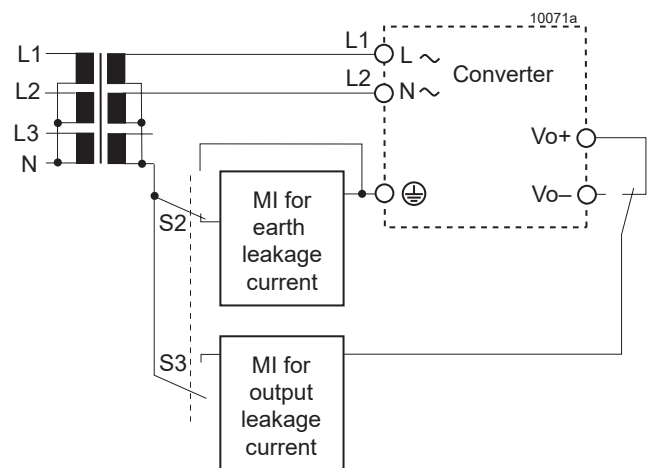 10071a
L1
L2
L3
N
L1
L2
L ~
N ~
Converter
Vo+
Vo–
S2
MI for
earth
leakage
current
S3
MI for
output
leakage
current